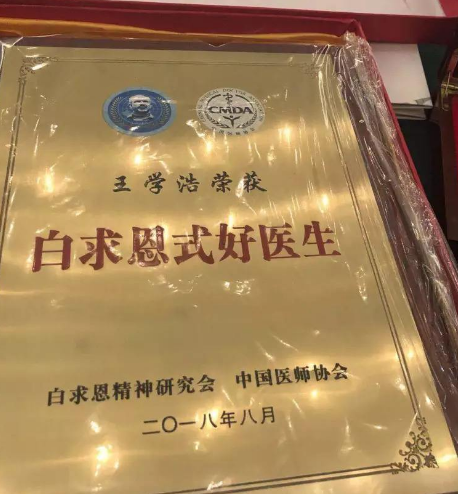 CMDA
王学浩荣获
白求恩式好医生
白求恩精神研究会 中国医师协会
二〇一八年八月